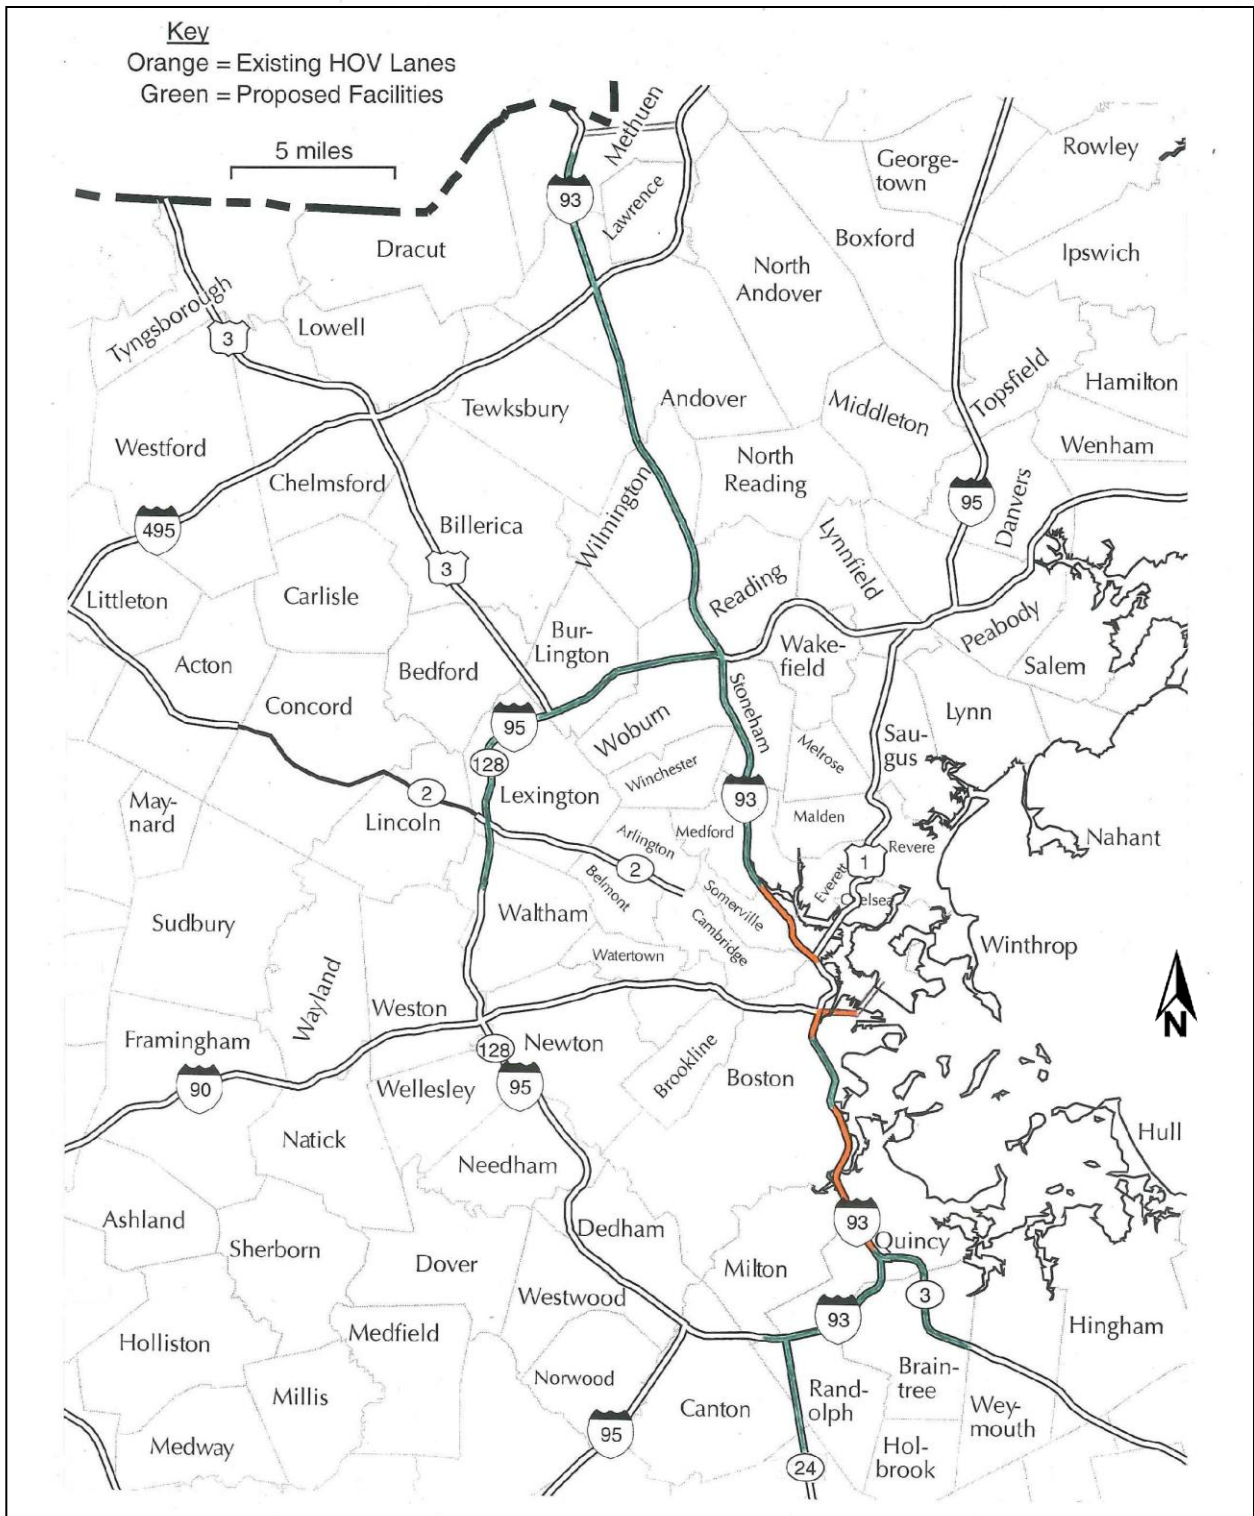 Key
Orange = Existing HOV Lanes
Green = Proposed Facilities
5 miles
Methuen
93
Lawrence
George-
town
Rowley
Dracut
Boxford
Ipswich
North
Andover
Tyngsborough
3
Lowell
Tewksbury
Andover
Middleton
Topsfield
Hamilton
Westford
Wenham
Chelmsford
North
Reading
495
Billerica
Wilmington
95
Danvers
3
Lynnfield
Littleton
Carlisle
Reading
Peabody
Bur-
Lington
Wake-
field
Acton
Bedford
Salem
Concord
Stoneham
Lynn
95
Woburn
Sau-
gus
128
Winchester
Melrose
May-
nard
2
Lexington
93
Lincoln
Malden
Arlington
Medford
Revere
Nahant
2
1
Everett
Belmont
Chelsea
Sudbury
Waltham
Somerville
Cambridge
Winthrop
Watertown
Wayland
Weston
Framingham
128
Newton
N
90
95
Wellesley
Brookline
Boston
Natick
Hull
Needham
Ashland
93
Sherborn
Dedham
Quincy
Dover
Milton
Westwood
3
93
Holliston
Medfield
Hingham
Norwood
Brain-
tree
Millis
Canton
Rand-
olph
Wey-
mouth
95
Medway
24
Hol-
brook